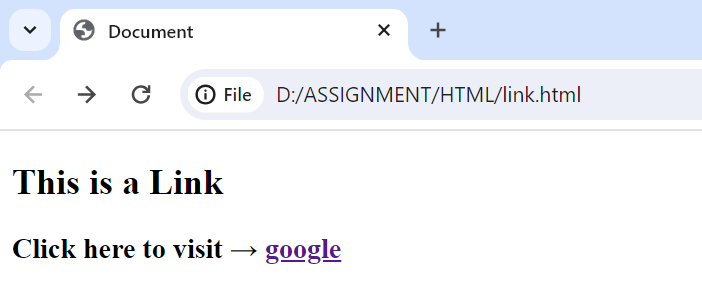 Document
File D:/ASSIGNMENT/HTML/link.html
This is a Link
Click here to visit → google